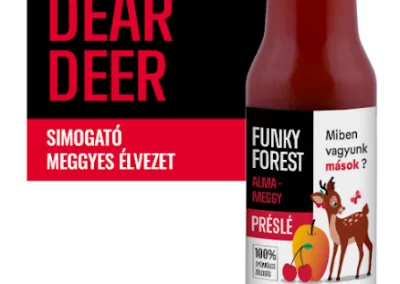 DEAR
DEER
SIMOGATÓ
MEGGYES ÉLVEZET
FUNKY
FOREST
ALMA-
MEGGY
PRÉSLÉ
100%
Miben
vagyunk
mások?